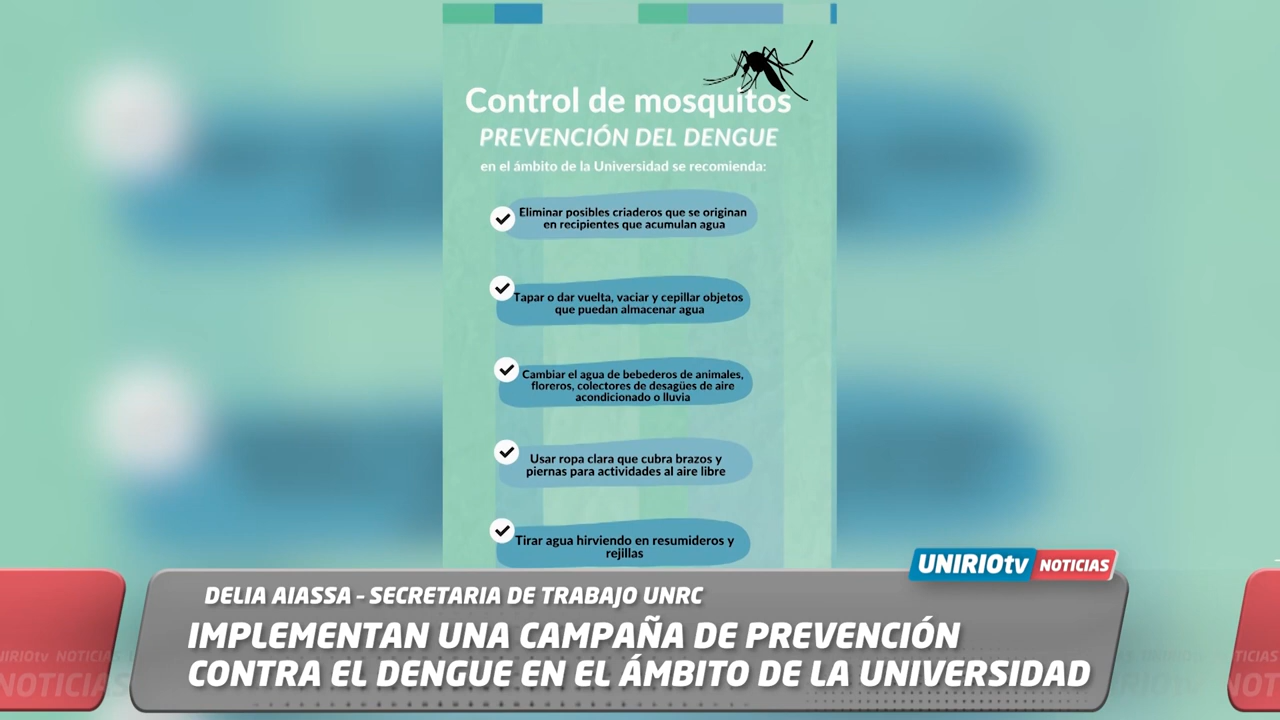 Control de mosquitos
PREVENCIÓN DEL DENGUE
en el ámbito de la Universidad se recomienda:
Eliminar posibles criaderos que se originan
en recipientes que acumulan agua
Tapar o dar vuelta, vaciar y cepillar objetos
que puedan almacenar agua
Cambiar el agua de bebederos de animales,
floreros, colectores de desagües de aire
acondicionado o lluvia
Usar ropa clara que cubra brazos y
piernas para actividades al aire libre
Tirar agua hirviendo en resumideros y
rejillas
UNIRIOtv NOTICIAS
DELIA AIASSA - SECRETARIA DE TRABAJO UNRC
IMPLEMENTAN UNA CAMPAÑA DE PREVENCIÓN
CONTRA EL DENGUE EN EL ÁMBITO DE LA UNIVERSIDAD